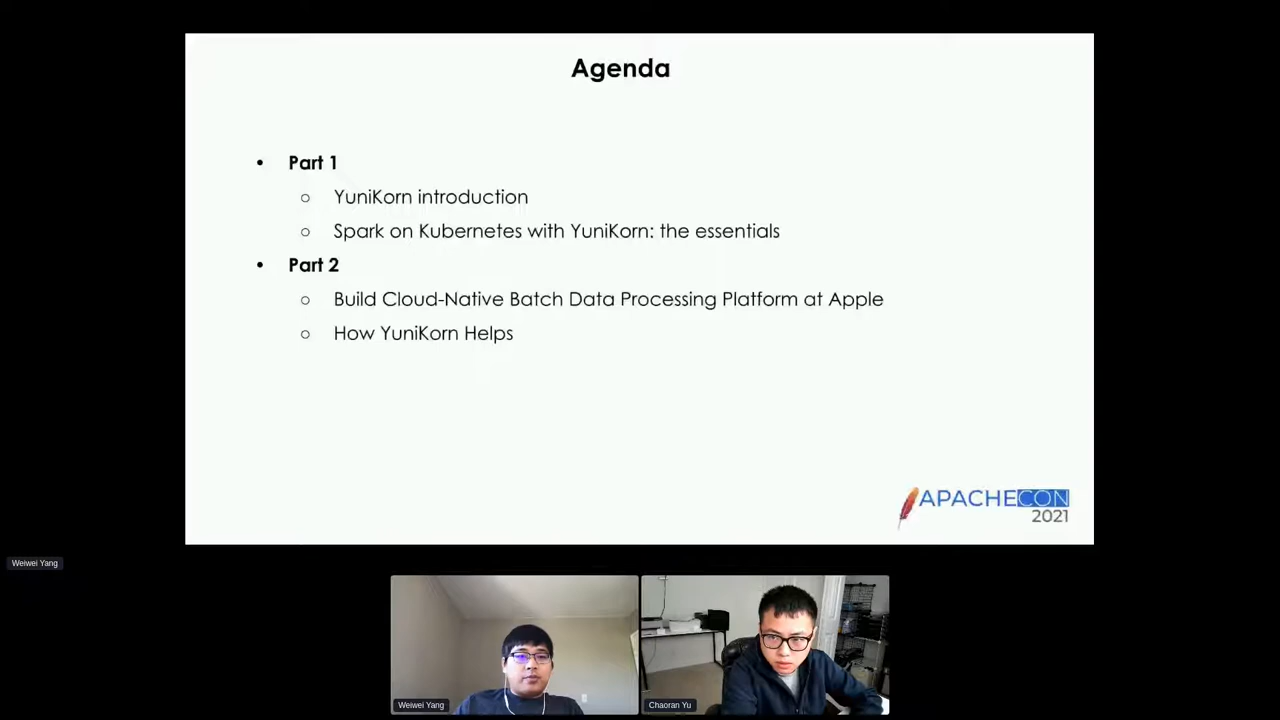 Agenda
• Part 1
○ YuniKorn introduction
○ Spark on Kubernetes with YuniKorn: the essentials
• Part 2
○ Build Cloud-Native Batch Data Processing Platform at Apple
○ How YuniKorn Helps
APACHECON
2021
Weiwei Yang
Weiwei Yang
Chaoran Yu